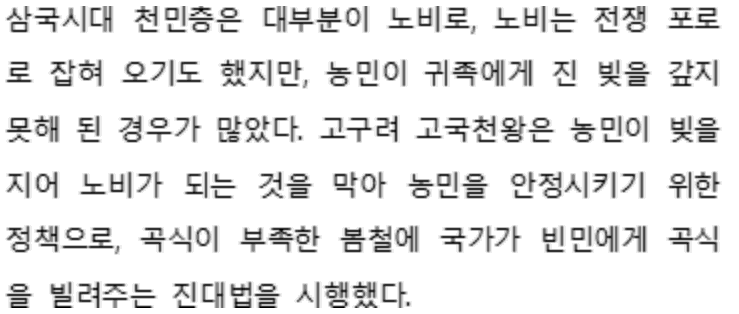 삼국시대 천민층은 대부분이 노비로, 노비는 전쟁 포로
로 잡혀 오기도 했지만, 농민이 귀족에게 진 빚을 갚지
못해 된 경우가 많았다. 고구려 고국천왕은 농민이 빚을
지어 노비가 되는 것을 막아 농민을 안정시키기 위한
정책으로, 곡식이 부족한 봄철에 국가가 빈민에게 곡식
을 빌려주는 진대법을 시행했다.